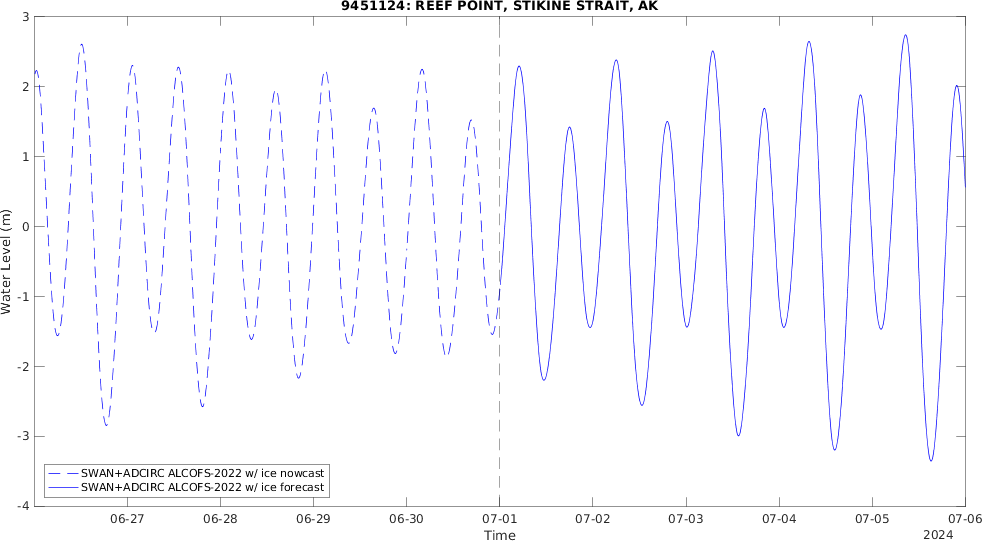 9451124: REEF POINT, STIKINE STRAIT, AK
3
2
1
0
-1
-2
-3
-4
Water Level (m)
SWAN+ADCIRC ALCOFS-2022 w/ ice nowcast
SWAN+ADCIRC ALCOFS-2022 w/ ice forecast
06-27 06-28 06-29 06-30 07-01 07-02 07-03 07-04 07-05 07-06
Time
2024